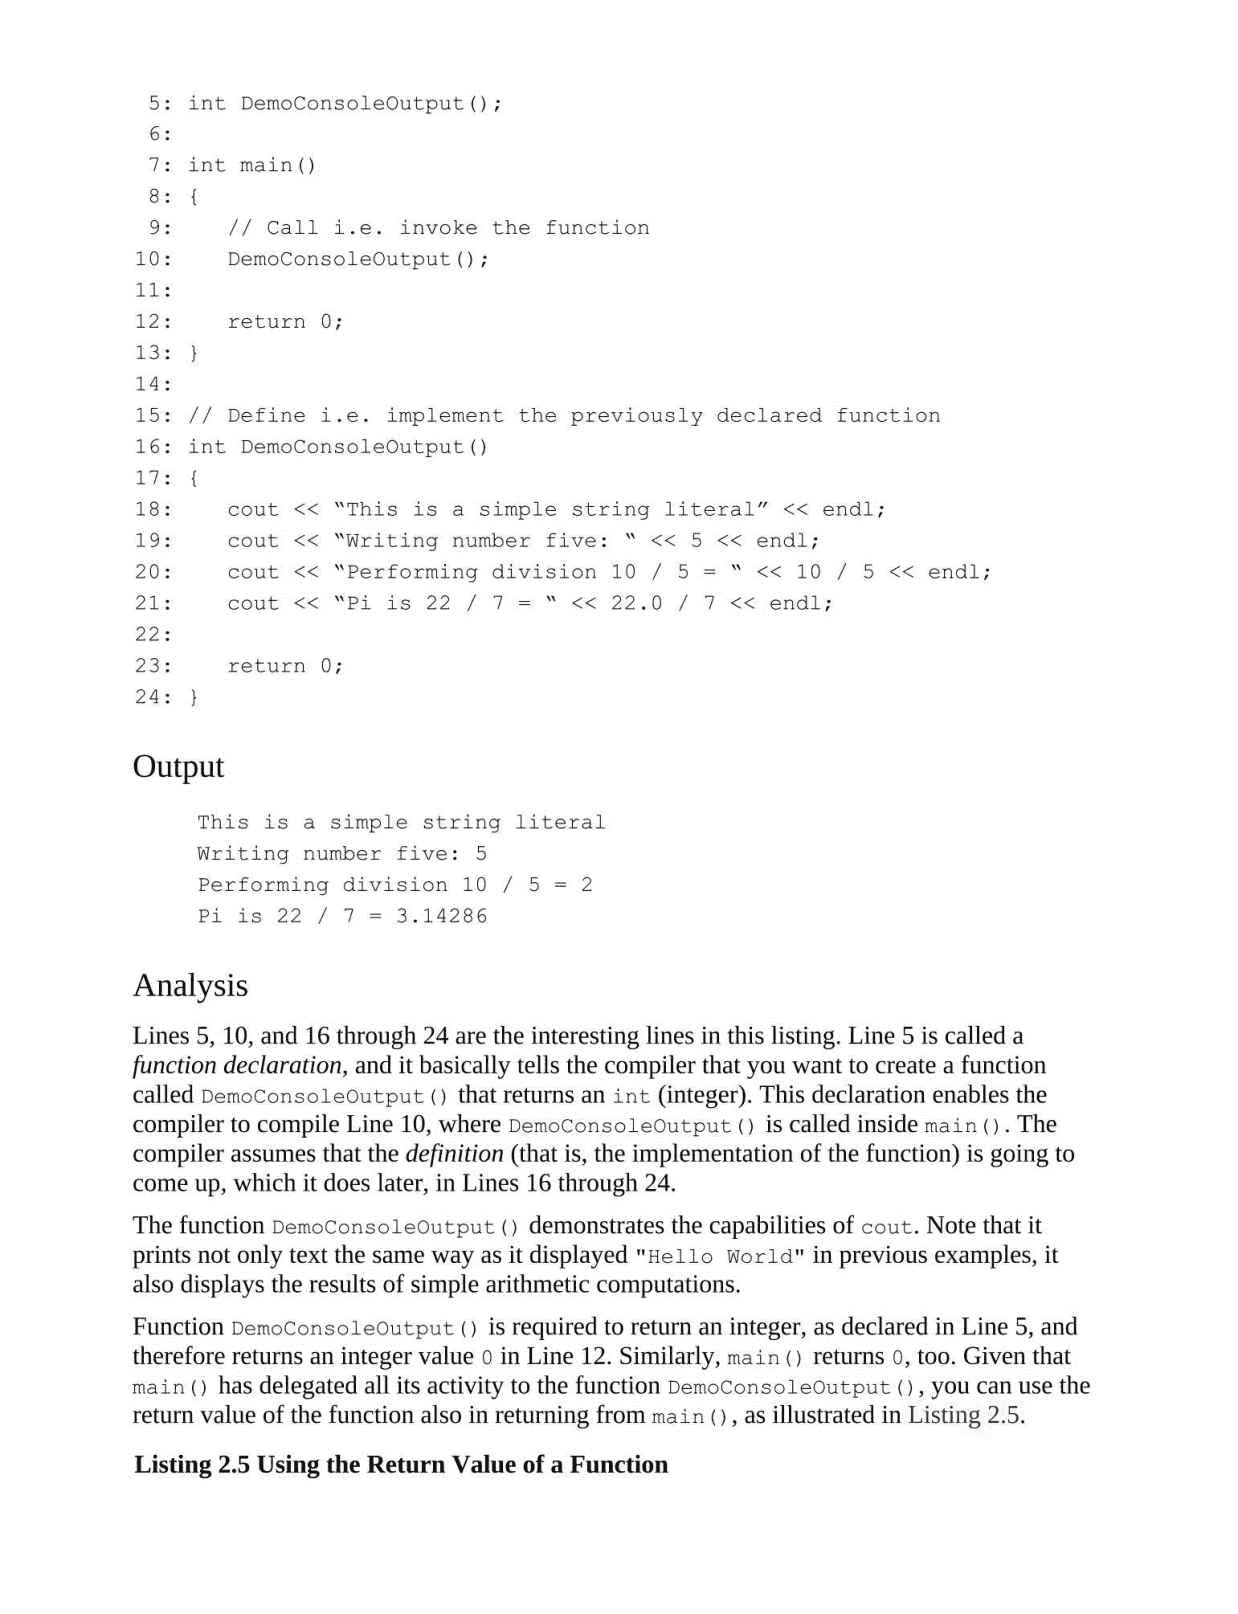 5: int DemoConsoleOutput();
6:
7: int main()
8: {
9:    // Call i.e. invoke the function
10:    DemoConsoleOutput();
11:
12:    return 0;
13: }
14:
15: // Define i.e. implement the previously declared function
16: int DemoConsoleOutput()
17: {
18:    cout << “This is a simple string literal” << endl;
19:    cout << “Writing number five: “ << 5 << endl;
20:    cout << “Performing division 10 / 5 = “ << 10 / 5 << endl;
21:    cout << “Pi is 22 / 7 = “ << 22.0 / 7 << endl;
22:
23:    return 0;
24: }
Output
This is a simple string literal
Writing number five: 5
Performing division 10 / 5 = 2
Pi is 22 / 7 = 3.14286
Analysis
Lines 5, 10, and 16 through 24 are the interesting lines in this listing. Line 5 is called a
function declaration, and it basically tells the compiler that you want to create a function
called DemoConsoleOutput() that returns an int (integer). This declaration enables the
compiler to compile Line 10, where DemoConsoleOutput() is called inside main(). The
compiler assumes that the definition (that is, the implementation of the function) is going to
come up, which it does later, in Lines 16 through 24.
The function DemoConsoleOutput() demonstrates the capabilities of cout. Note that it
prints not only text the same way as it displayed "Hello World" in previous examples, it
also displays the results of simple arithmetic computations.
Function DemoConsoleOutput() is required to return an integer, as declared in Line 5, and
therefore returns an integer value 0 in Line 12. Similarly, main() returns 0, too. Given that
main() has delegated all its activity to the function DemoConsoleOutput(), you can use the
return value of the function also in returning from main(), as illustrated in Listing 2.5.
Listing 2.5 Using the Return Value of a Function